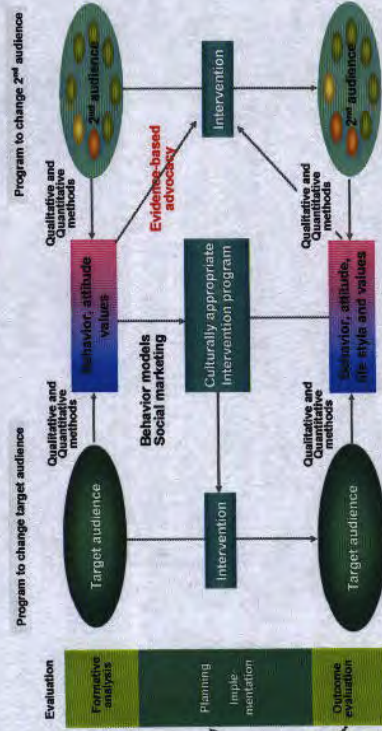 Evaluation
Program to change target audience
Program to change 2nd audience
Formative
analysis
Target audience
Qualitative and
Quantitative
methods
Behavior, attitude
values
Qualitative and
Quantitative
methods
2nd audience
Planning
Imple-
mentation
Intervention
Behavior models
Social marketing
Culturally appropriate
Intervention program
Evidence-based
advocacy
Intervention
Outcome
evaluation
Target audience
Qualitative and
Quantitative
methods
Behavior, attitude,
life style and values
Qualitative and
Quantitative
methods
2nd audience